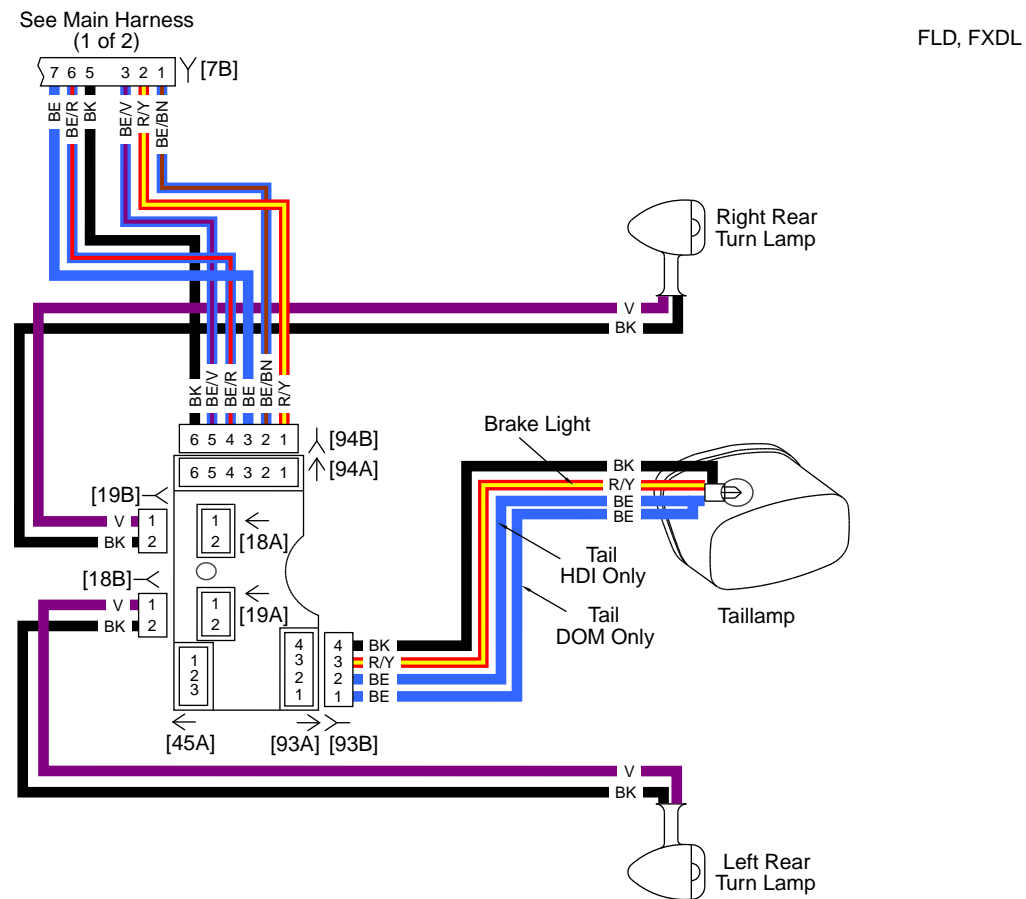 See Main Harness
(1 of 2)
FLD, FXDL
7 6 5 3 2 1 [7B]
BE BE/R BK BE/V R/Y BE/BN
Right Rear
Turn Lamp
V
BK
BK BE/V BE/R BE BE/BN R/Y
6 5 4 3 2 1 [94B]
6 5 4 3 2 1 [94A]
Brake Light
BK
R/Y
BE
BE
[19B]
V 1
BK 2
1
2
[18A]
[18B]
V 1
BK 2
1
2
[19A]
Tail
HDI Only
Tail
DOM Only
Taillamp
4 4 BK
3 3 R/Y
2 2 BE
1 1 BE
1
2
3
[45A] [93A] [93B]
V
BK
Left Rear
Turn Lamp